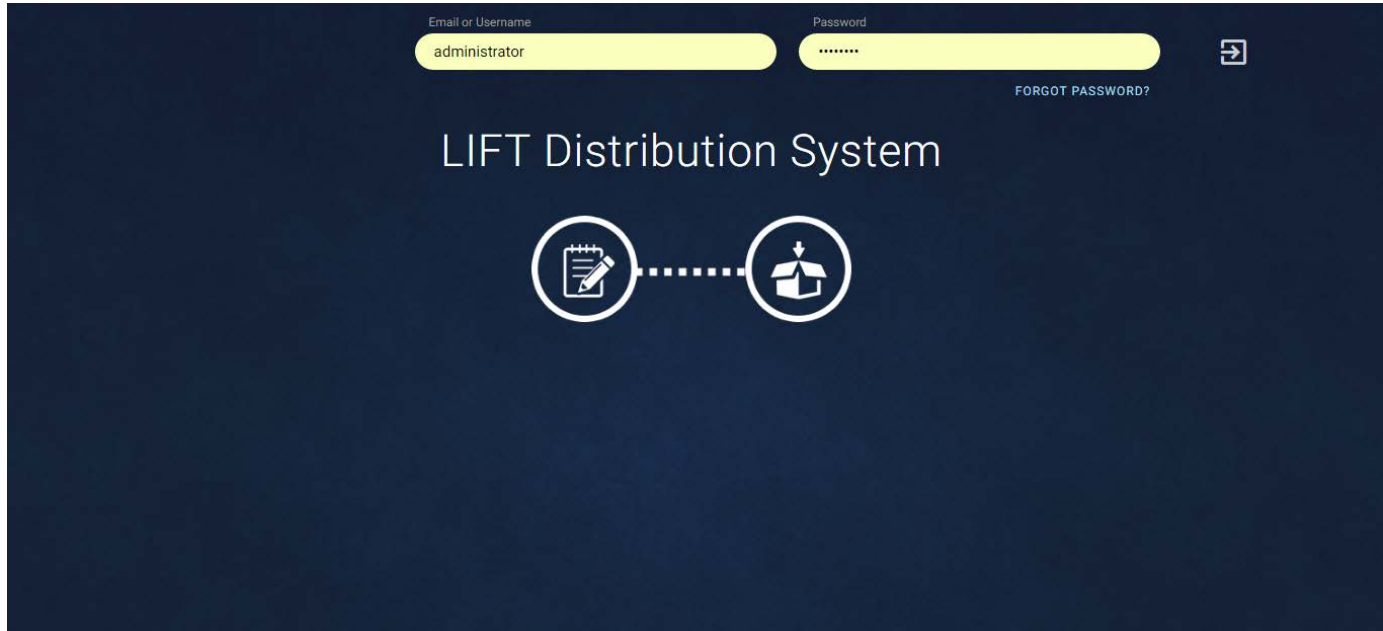 Email or Username
Password
administrator
••••••••
FORGOT PASSWORD?
LIFT Distribution System